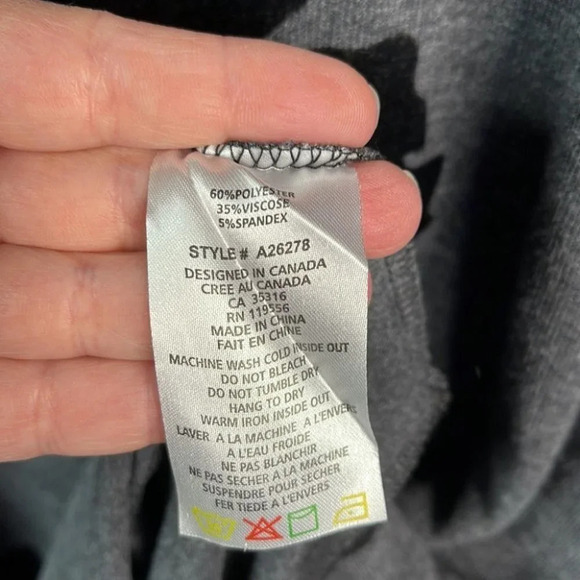 60%POLYESTER
35%VISCOSE
5%SPANDEX
STYLE# A26278
DESIGNED IN CANADA
CREE AU CANADA
CA 35316
RN 119556
MADE IN CHINA
FAIT EN CHINE
MACHINE WASH COLD INSIDE OUT
DO NOT BLEACH
DO NOT TUMBLE DRY
HANG TO DRY
WARM IRON INSIDE OUT
LAVER A LA MACHINE A L'ENVERS
A L'EAU FROIDE
NE PAS BLANCHIR
NE PAS SECHER A LA MACHINE
SUSPENDRE POUR SECHER
FER TIEDE A L'ENVERS